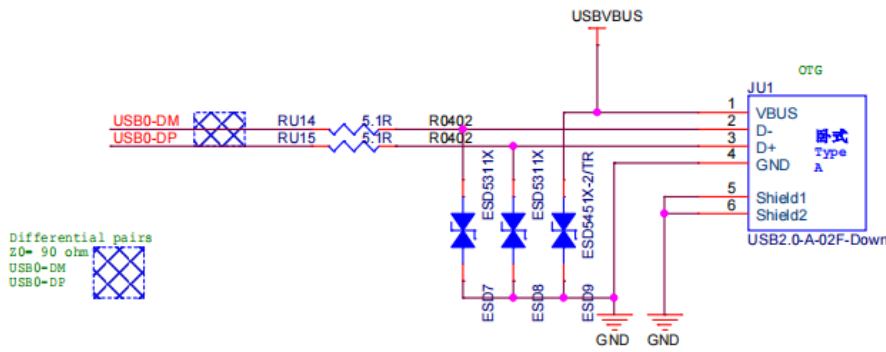 USBVBUS
OTG
JU1
USB0-DM
RU14
5.1R
R0402
1
VBUS
2
D-
USB0-DP
RU15
5.1R
R0402
3
D+
4
GND
卧式
Type
A
ESD5311X
ESD5311X
ESD5451X-2/TR
5
Shield1
6
Shield2
USB2.0-A-02F-Down
Differential pairs
Z0= 90 ohm
USB0-DM
USB0-DP
ESD7
ESD8
ESD9
GND
GND